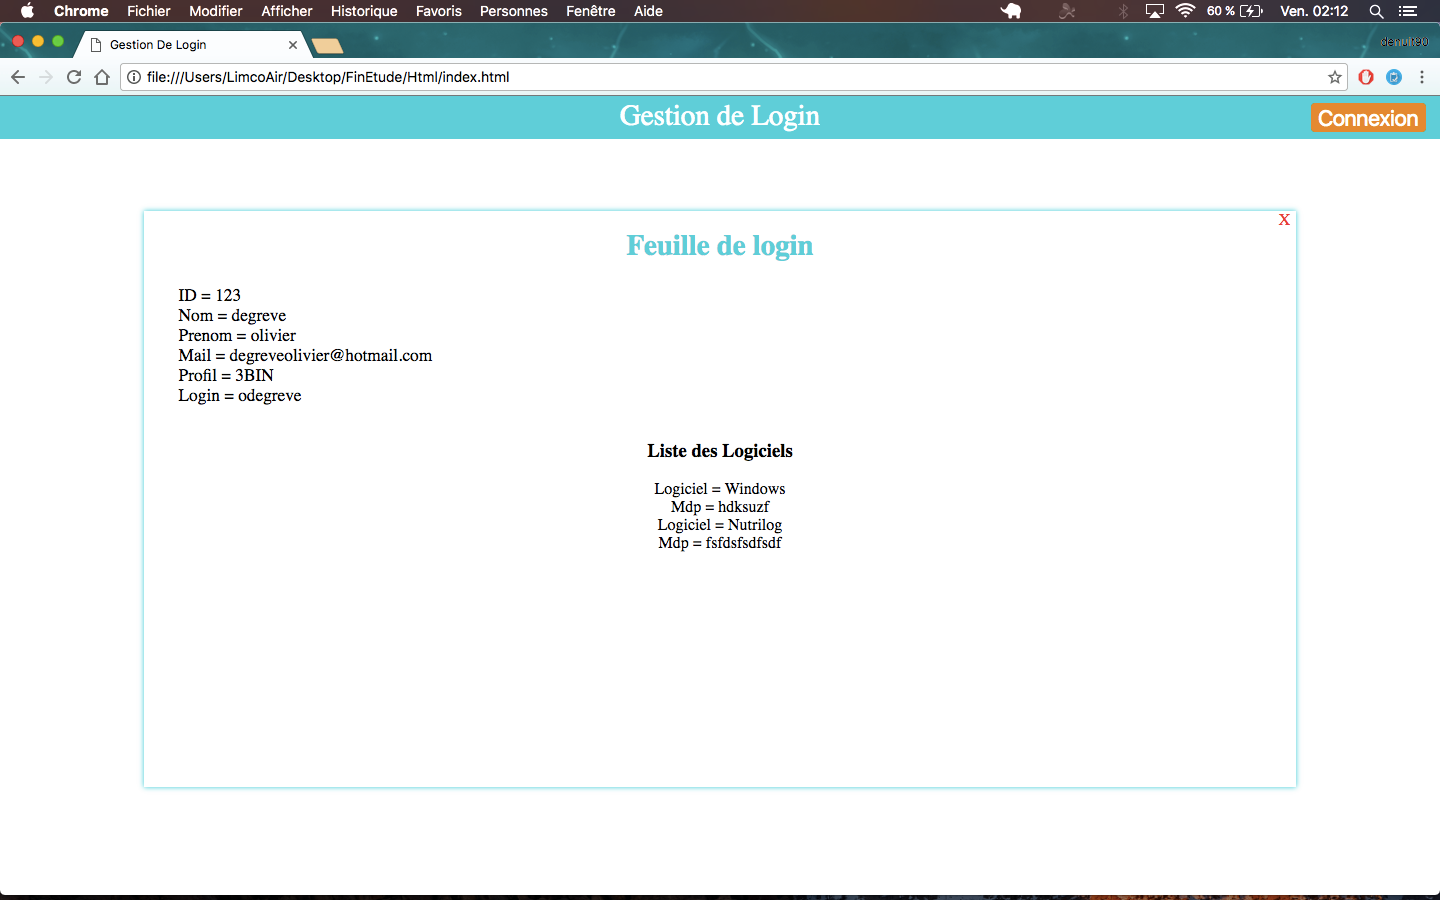 Chrome Fichier Modifier Afficher Historique Favoris Personnes Fenêtre Aide 60 % Ven. 02:12
Gestion De Login
file:///Users/LimcoAir/Desktop/FinEtude/Html/index.html
Gestion de Login Connexion
X
Feuille de login
ID = 123
Nom = degreve
Prenom = olivier
Mail = degreveolivier@hotmail.com
Profil = 3BIN
Login = odegreve
Liste des Logiciels
Logiciel = Windows
Mdp = hdksuzf
Logiciel = Nutrilog
Mdp = fsfdsfsdfsdf